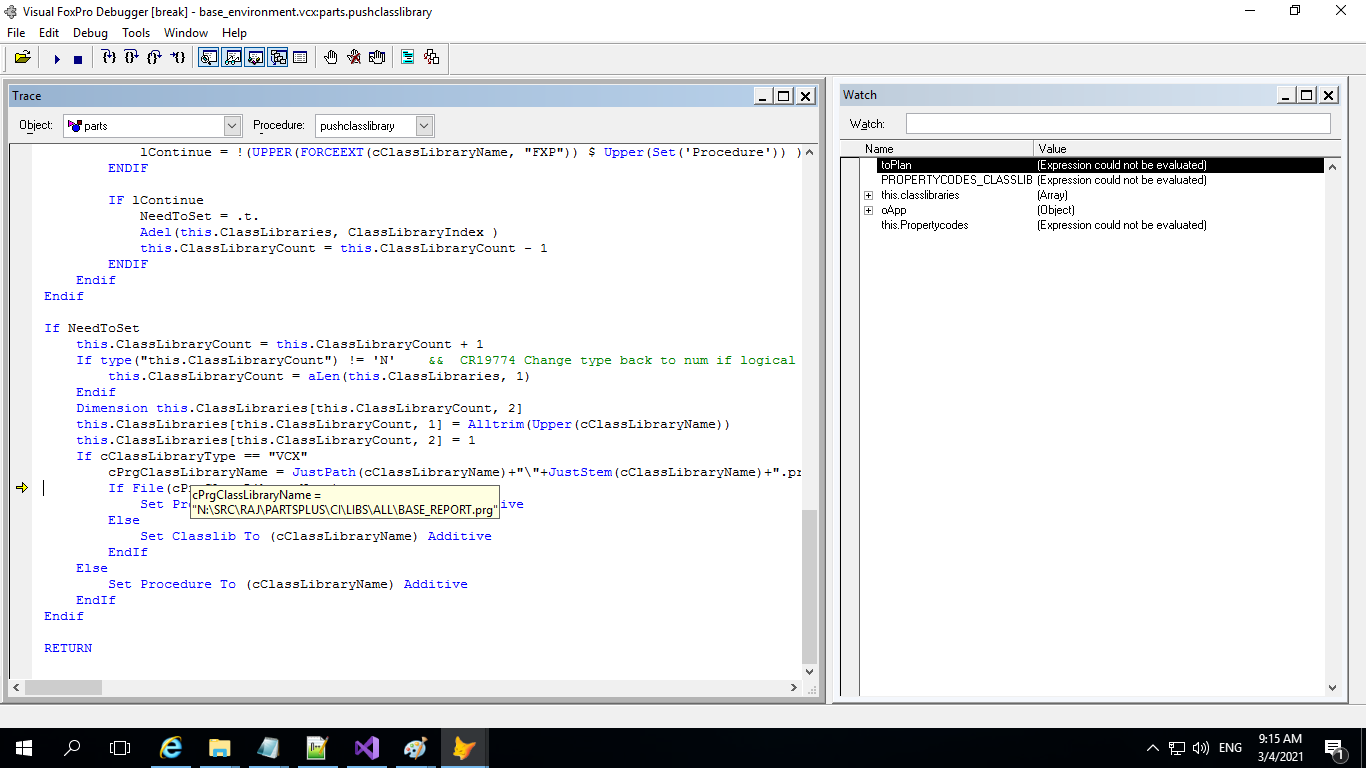 Visual FoxPro Debugger [break] - base_environment.vcx:parts.pushclasslibrary
File Edit Debug Tools Window Help
Trace
Object: parts Procedure: pushclasslibrary
lContinue = !(UPPER(FORCEEXT(cClassLibraryName, "FXP")) $ Upper(Set('Procedure')) )
ENDIF
IF lContinue
NeedToSet = .t.
Adel(this.ClassLibraries, ClassLibraryIndex )
this.ClassLibraryCount = this.ClassLibraryCount - 1
ENDIF
Endif
Endif
If NeedToSet
this.ClassLibraryCount = this.ClassLibraryCount + 1
If type("this.ClassLibraryCount") != 'N' && CR19774 Change type back to num if logical
this.ClassLibraryCount = aLen(this.ClassLibraries, 1)
Endif
Dimension this.ClassLibraries[this.ClassLibraryCount, 2]
this.ClassLibraries[this.ClassLibraryCount, 1] = Alltrim(Upper(cClassLibraryName))
this.ClassLibraries[this.ClassLibraryCount, 2] = 1
If cClassLibraryType == "VCX"
cPrgClassLibraryName = JustPath(cClassLibraryName)+"\"+JustStem(cClassLibraryName)+".pr
If File(cP
cPrgClassLibraryName =
"N:\SRC\RAJ\PARTSPLUS\CI\LIBS\ALL\BASE_REPORT.prg"
Set Pr ive
Else
Set Classlib To (cClassLibraryName) Additive
EndIf
Else
Set Procedure To (cClassLibraryName) Additive
EndIf
Endif
RETURN
Watch
Watch:
Name Value
toPlan (Expression could not be evaluated)
PROPERTYCODES_CLASSLIB (Expression could not be evaluated)
this.classlibraries (Array)
oApp (Object)
this.Propertycodes (Expression could not be evaluated)
ENG
9:15 AM
3/4/2021
1